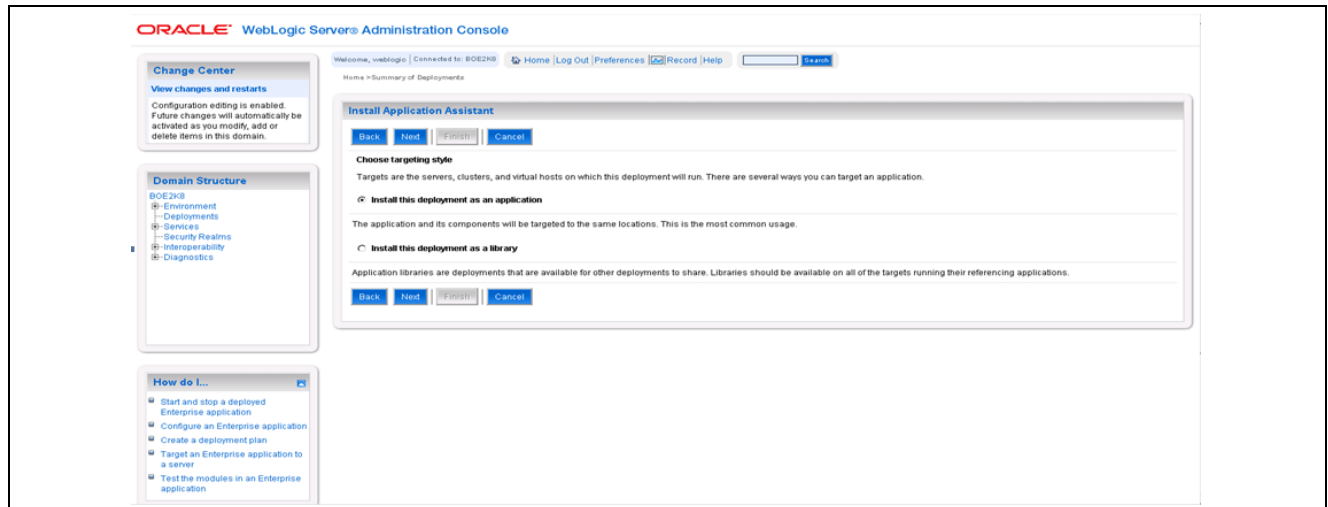 ORACLE® WebLogic Server® Administration Console
Change Center
View changes and restarts
Configuration editing is enabled.
Future changes will automatically be
activated as you modify, add or
delete items in this domain.
Domain Structure
BOE2K8
Environment
Deployments
Services
Security Realms
Interoperability
Diagnostics
How do I...
Start and stop a deployed
Enterprise application
Configure an Enterprise application
Create a deployment plan
Target an Enterprise application to
a server
Test the modules in an Enterprise
application
Welcome, weblogic | Connected to: BOE2K8 Home | Log Out | Preferences | Record | Help Search
Home > Summary of Deployments
Install Application Assistant
Back Next Finish Cancel
Choose targeting style
Targets are the servers, clusters, and virtual hosts on which this deployment will run. There are several ways you can target an application.
Install this deployment as an application
The application and its components will be targeted to the same locations. This is the most common usage.
Install this deployment as a library
Application libraries are deployments that are available for other deployments to share. Libraries should be available on all of the targets running their referencing applications.
Back Next Finish Cancel